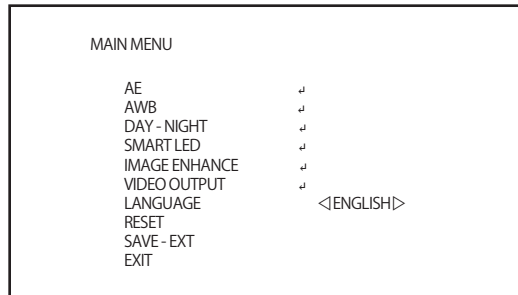 MAIN MENU
AE ↵
AWB ↵
DAY - NIGHT ↵
SMART LED ↵
IMAGE ENHANCE ↵
VIDEO OUTPUT ↵
LANGUAGE ◁ENGLISH▷
RESET
SAVE - EXT
EXIT